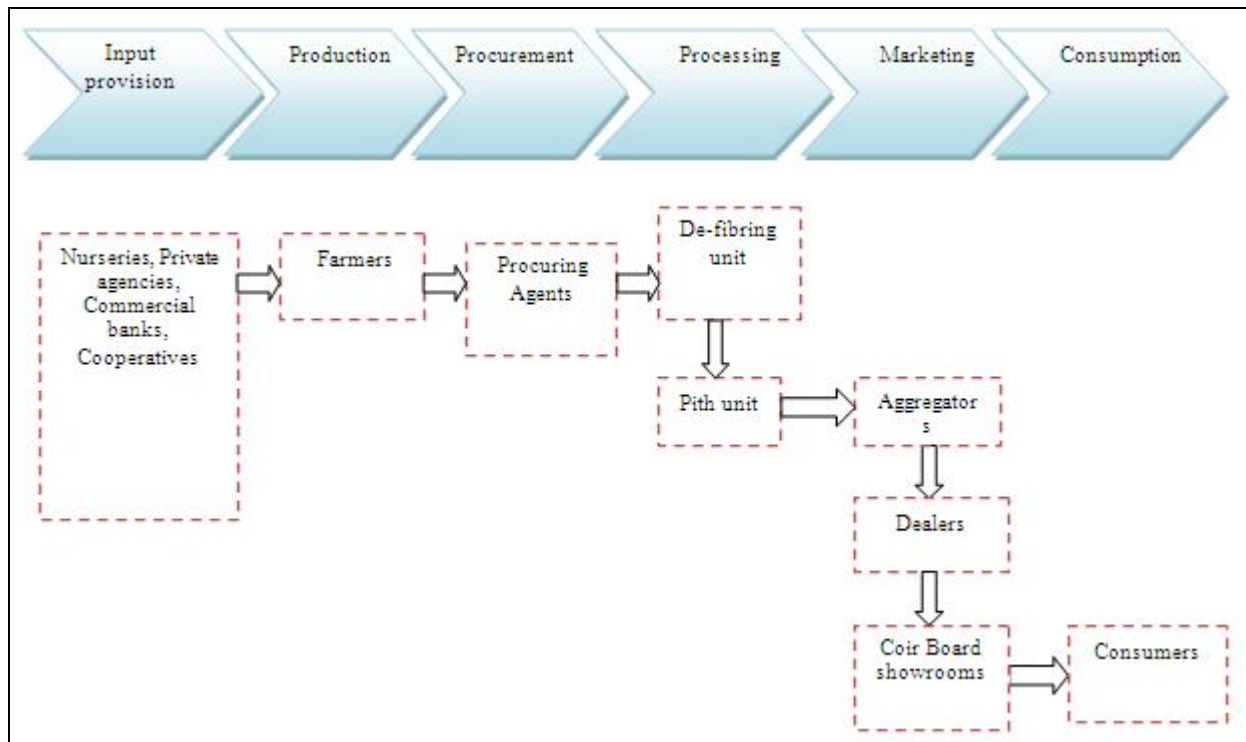 Input
provision
Production
Procurement
Processing
Marketing
Consumption
Nurseries, Private
agencies,
Commercial
banks,
Cooperatives
Farmers
Procuring
Agents
De-fibring
unit
Pith unit
Aggregator
s
Dealers
Coir Board
showrooms
Consumers